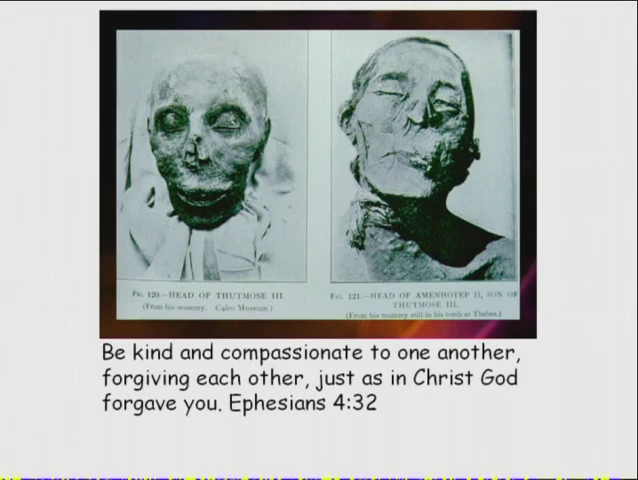 FIG. 120.—HEAD OF THUTMOSE III.
(From his mummy. Cairo Museum.)
FIG. 121.—HEAD OF AMENHOTEP II, SON OF
THUTMOSE III.
(From his mummy still in his tomb at Thebes.)
Be kind and compassionate to one another,
forgiving each other, just as in Christ God
forgave you. Ephesians 4:32